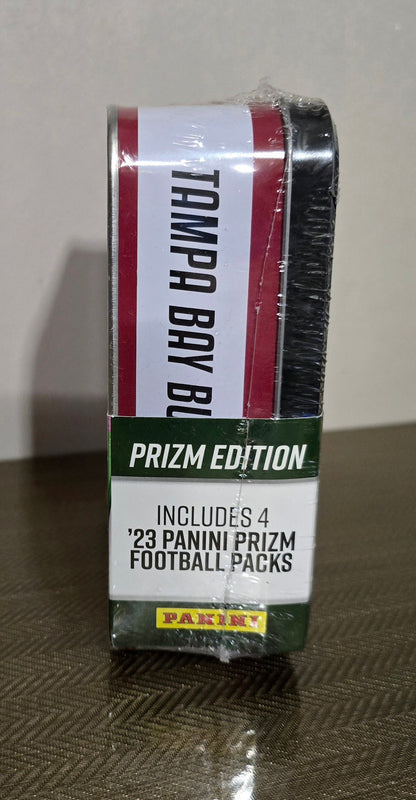 TAMPA BAY BU
PRIZM EDITION
INCLUDES 4
'23 PANINI PRIZM
FOOTBALL PACKS
PANINI